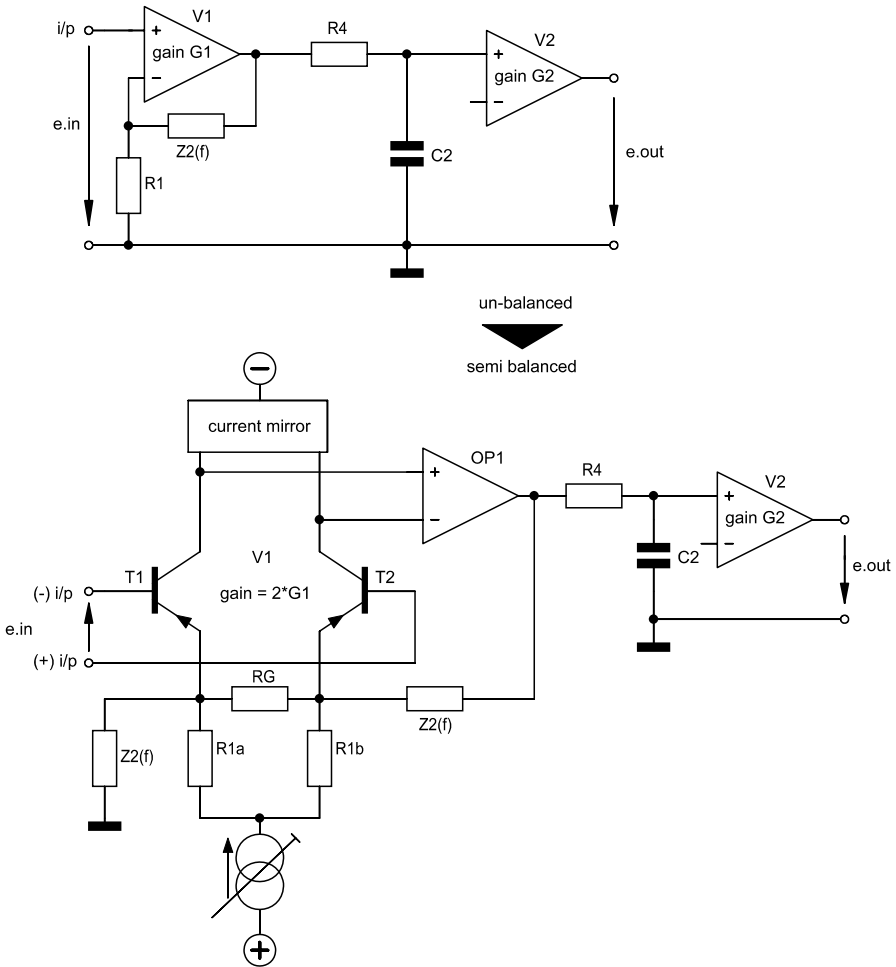 V1
i/p
+
gain G1
−
R4
V2
+
gain G2
−
e.in
Z2(f)
R1
C2
e.out
un-balanced
semi balanced
−
current mirror
OP1
+
−
R4
V2
+
gain G2
−
C2
e.out
T1
V1
T2
(-) i/p
gain = 2*G1
e.in
(+) i/p
RG
Z2(f)
Z2(f)
R1a
R1b
+